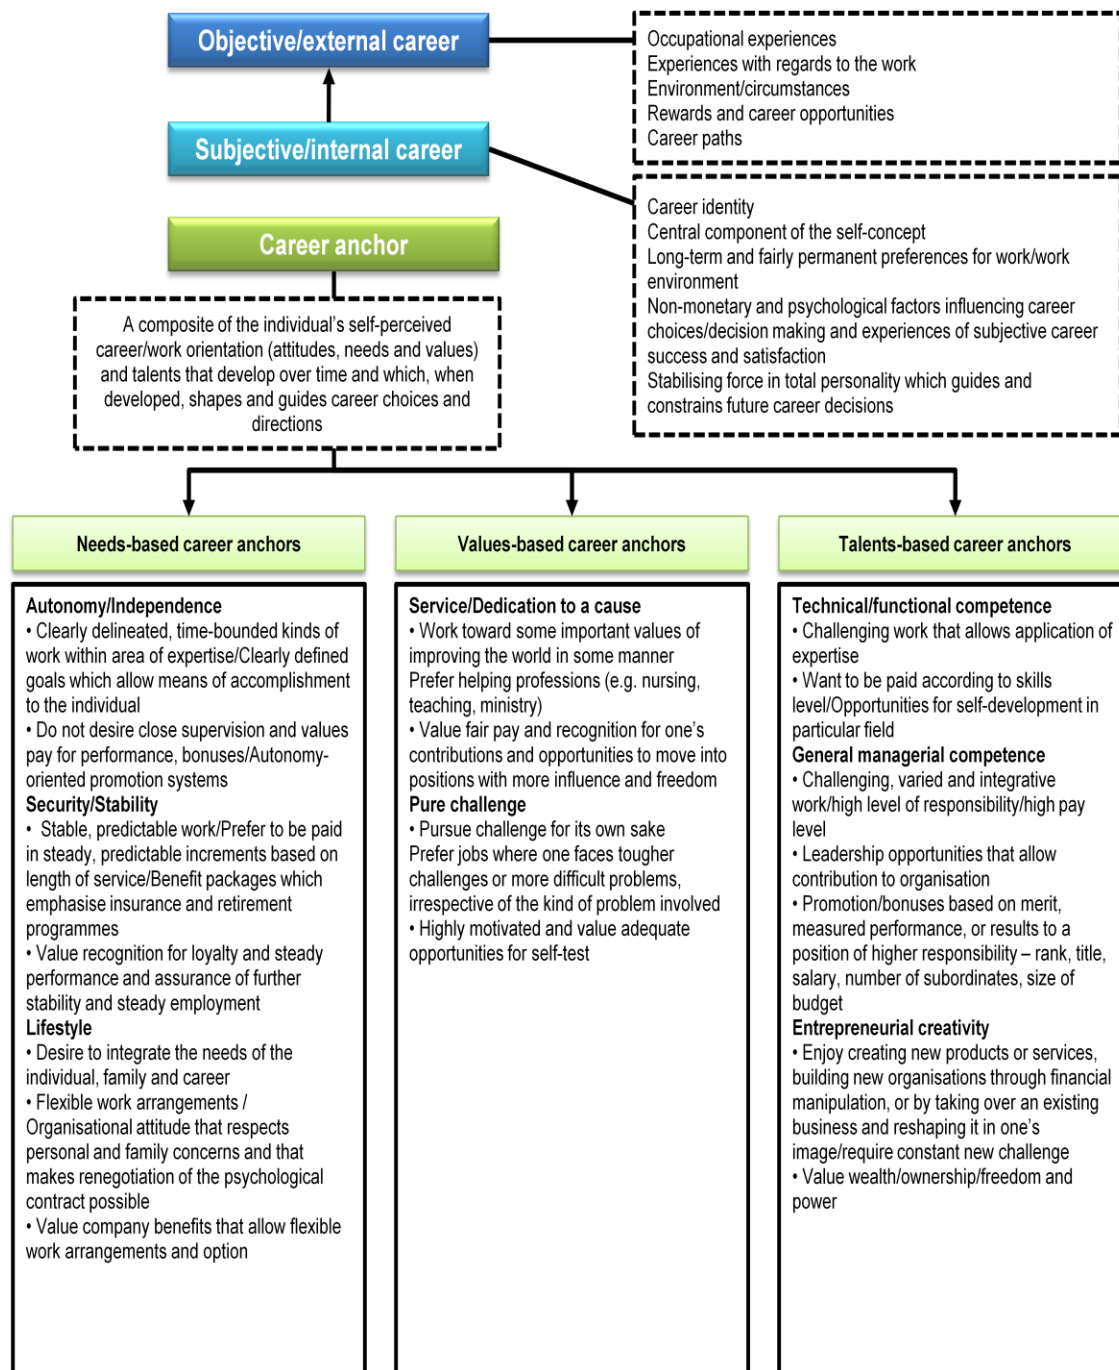 Objective/external career
Occupational experiences
Experiences with regards to the work
Environment/circumstances
Rewards and career opportunities
Career paths
Subjective/internal career
Career identity
Central component of the self-concept
Long-term and fairly permanent preferences for work/work
environment
Non-monetary and psychological factors influencing career
choices/decision making and experiences of subjective career
success and satisfaction
Stabilising force in total personality which guides and
constrains future career decisions
Career anchor
A composite of the individual's self-perceived
career/work orientation (attitudes, needs and values)
and talents that develop over time and which, when
developed, shapes and guides career choices and
directions
Needs-based career anchors
Autonomy/Independence
• Clearly delineated, time-bounded kinds of
work within area of expertise/Clearly defined
goals which allow means of accomplishment
to the individual
• Do not desire close supervision and values
pay for performance, bonuses/Autonomy-
oriented promotion systems
Security/Stability
• Stable, predictable work/Prefer to be paid
in steady, predictable increments based on
length of service/Benefit packages which
emphasise insurance and retirement
programmes
• Value recognition for loyalty and steady
performance and assurance of further
stability and steady employment
Lifestyle
• Desire to integrate the needs of the
individual, family and career
• Flexible work arrangements /
Organisational attitude that respects
personal and family concerns and that
makes renegotiation of the psychological
contract possible
• Value company benefits that allow flexible
work arrangements and option
Values-based career anchors
Service/Dedication to a cause
• Work toward some important values of
improving the world in some manner
Prefer helping professions (e.g. nursing,
teaching, ministry)
• Value fair pay and recognition for one's
contributions and opportunities to move into
positions with more influence and freedom
Pure challenge
• Pursue challenge for its own sake
Prefer jobs where one faces tougher
challenges or more difficult problems,
irrespective of the kind of problem involved
• Highly motivated and value adequate
opportunities for self-test
Talents-based career anchors
Technical/functional competence
• Challenging work that allows application of
expertise
• Want to be paid according to skills
level/Opportunities for self-development in
particular field
General managerial competence
• Challenging, varied and integrative
work/high level of responsibility/high pay
level
• Leadership opportunities that allow
contribution to organisation
• Promotion/bonuses based on merit,
measured performance, or results to a
position of higher responsibility – rank, title,
salary, number of subordinates, size of
budget
Entrepreneurial creativity
• Enjoy creating new products or services,
building new organisations through financial
manipulation, or by taking over an existing
business and reshaping it in one's
image/require constant new challenge
• Value wealth/ownership/freedom and
power